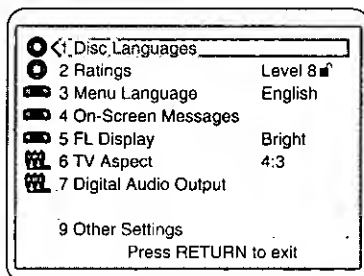 1 Disc Languages
2 Ratings Level 8
3 Menu Language English
4 On-Screen Messages
5 FL Display Bright
6 TV Aspect 4:3
7 Digital Audio Output
9 Other Settings
Press RETURN to exit